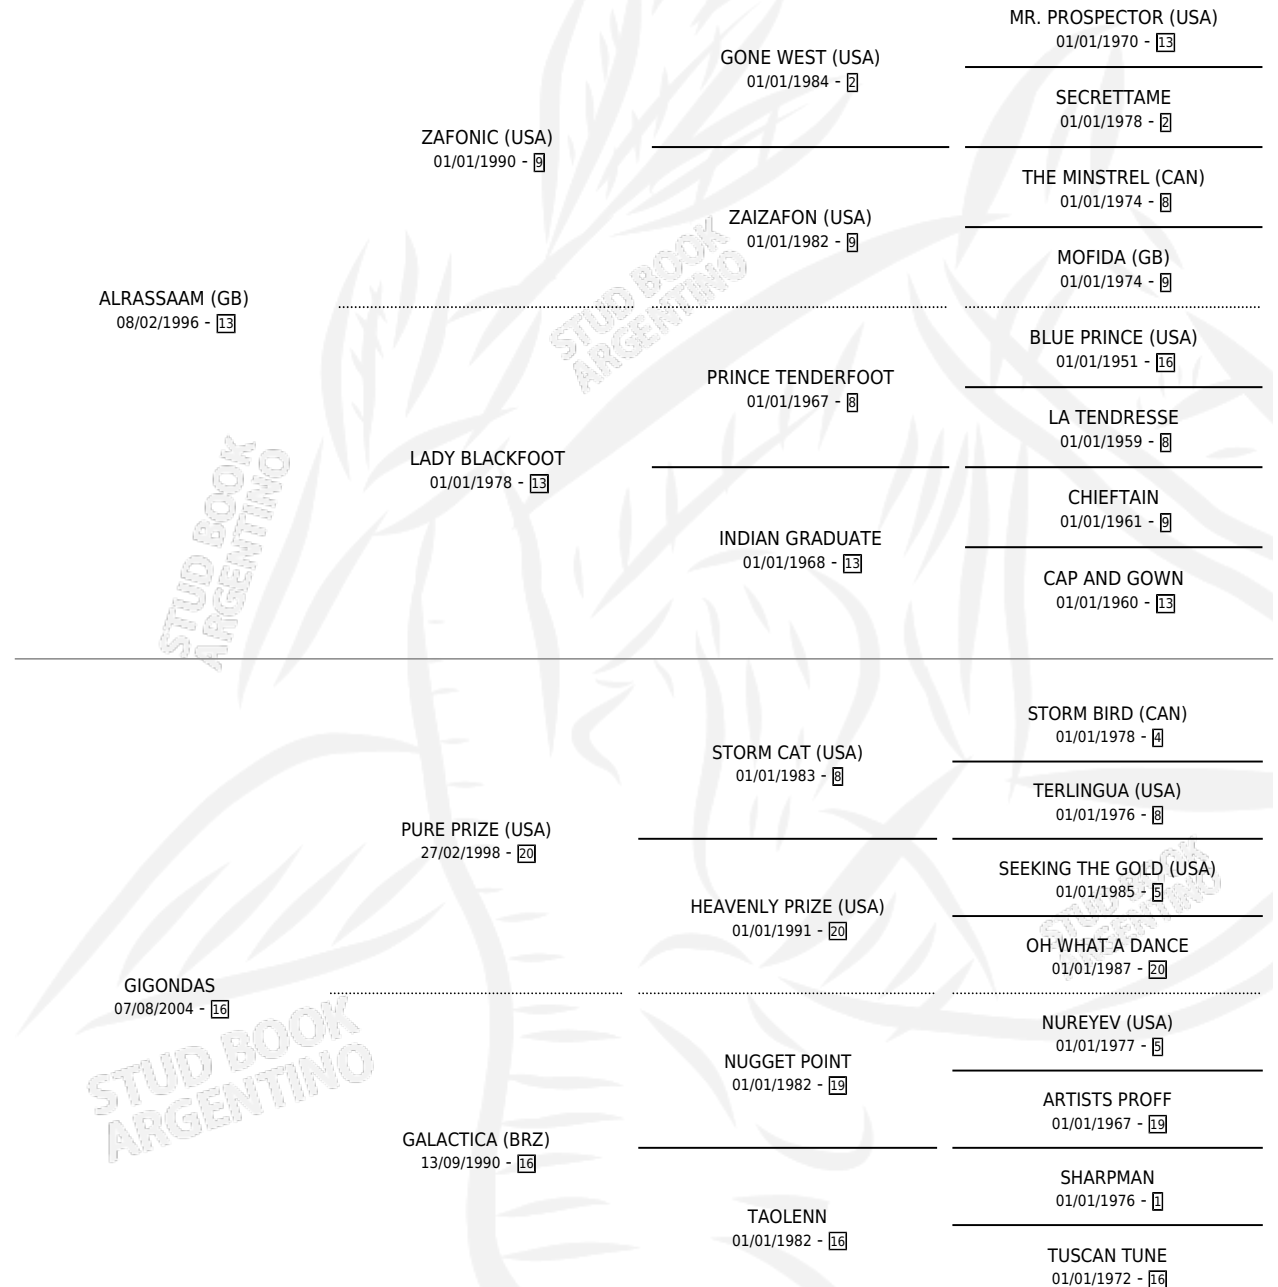 MR. PROSPECTOR (USA)
01/01/1970 - 13
GONE WEST (USA)
01/01/1984 - 2
SECRETTAME
01/01/1978 - 2
ZAFONIC (USA)
01/01/1990 - 9
THE MINSTREL (CAN)
01/01/1974 - 8
ZAIZAFON (USA)
01/01/1982 - 9
MOFIDA (GB)
01/01/1974 - 9
ALRASSAAM (GB)
08/02/1996 - 13
BLUE PRINCE (USA)
01/01/1951 - 16
PRINCE TENDERFOOT
01/01/1967 - 8
LA TENDRESSE
01/01/1959 - 8
LADY BLACKFOOT
01/01/1978 - 13
CHIEFTAIN
01/01/1961 - 9
INDIAN GRADUATE
01/01/1968 - 13
CAP AND GOWN
01/01/1960 - 13
STUD BOOK
ARGENTINO
STUD BOOK
ARGENTINO
STORM BIRD (CAN)
01/01/1978 - 4
STORM CAT (USA)
01/01/1983 - 8
TERLINGUA (USA)
01/01/1976 - 8
PURE PRIZE (USA)
27/02/1998 - 20
SEEKING THE GOLD (USA)
01/01/1985 - 5
HEAVENLY PRIZE (USA)
01/01/1991 - 20
OH WHAT A DANCE
01/01/1987 - 20
STUD BOOK
ARGENTINO
GIGONDAS
07/08/2004 - 16
NUREYEV (USA)
01/01/1977 - 5
NUGGET POINT
01/01/1982 - 19
ARTISTS PROFF
01/01/1967 - 19
GALACTICA (BRZ)
13/09/1990 - 16
SHARPMAN
01/01/1976 - 1
TAOLENN
01/01/1982 - 16
TUSCAN TUNE
01/01/1972 - 16
STUD BOOK
ARGENTINO